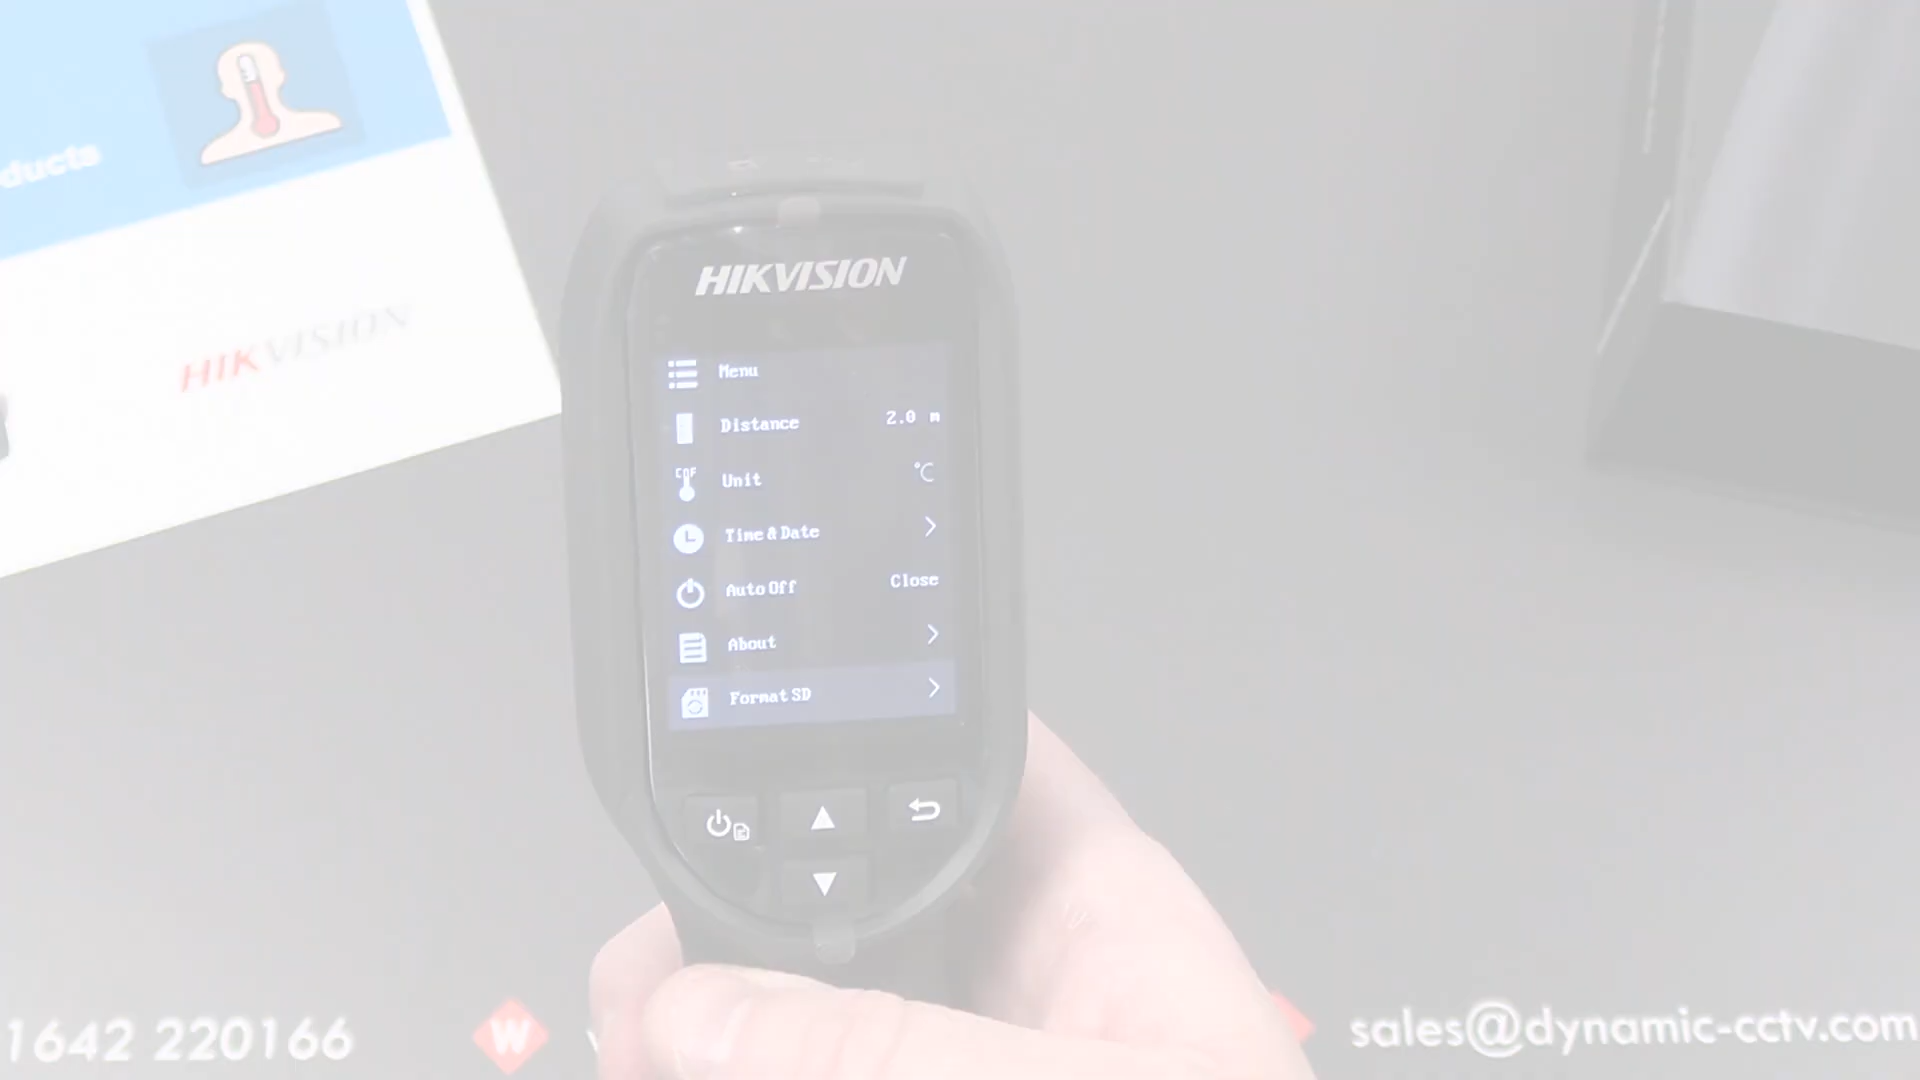 ducts
HIKVISION
HIKVISION
Menu
Distance 2.0 m
Unit °C
Time & Date
Auto Off Close
About
Format SD
1642 220166
W
sales@dynamic-cctv.com